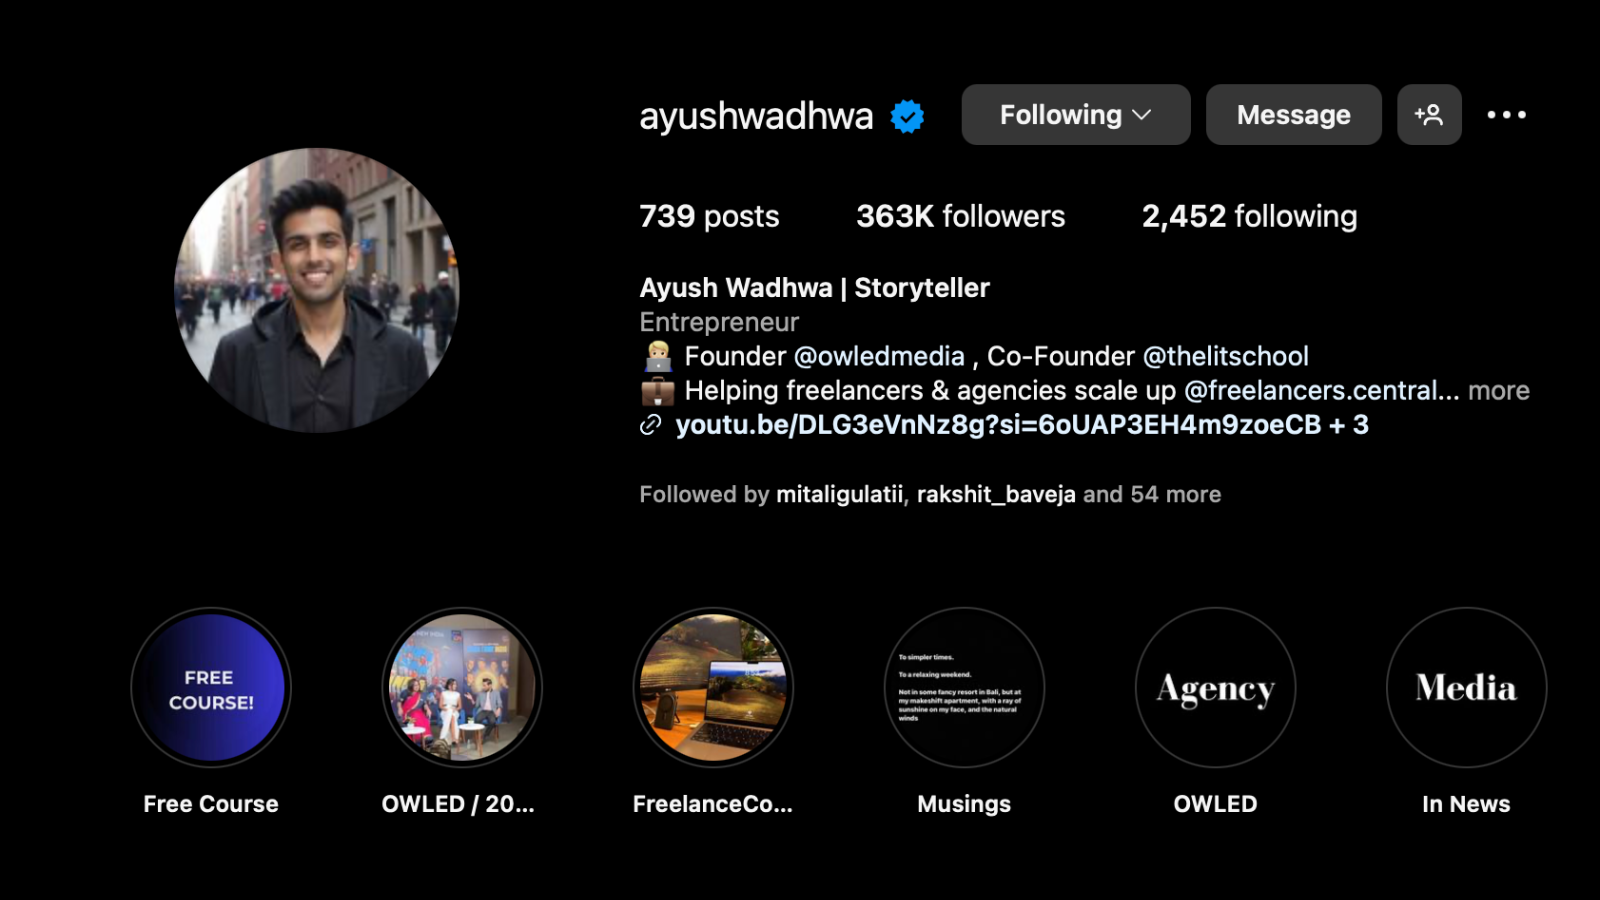 ayushwadhwa
Following
Message
739 posts
363K followers
2,452 following
Ayush Wadhwa | Storyteller
Entrepreneur
👨🏼‍💻 Founder @owledmedia , Co-Founder @thelitschool
💼 Helping freelancers & agencies scale up @freelancers.central... more
youtu.be/DLG3eVnNz8g?si=6oUAP3EH4m9zoeCB + 3
Followed by mitaligulatii, rakshit_baveja and 54 more
FREE
COURSE!
To simpler times.
To a relaxing weekend.
Not in some fancy resort in Bali, but at
my makeshift apartment, with a ray of
sunshine on my face, and the natural
winds
Agency
Media
Free Course
OWLED / 20...
FreelanceCo...
Musings
OWLED
In News